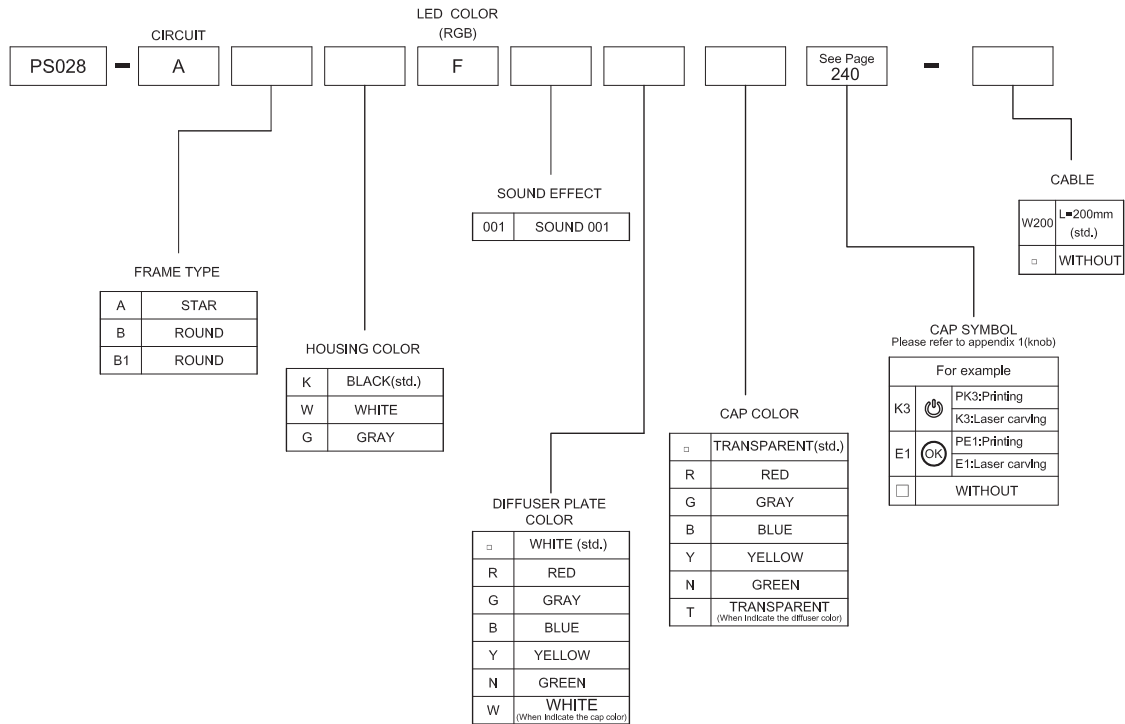 LED COLOR
(RGB)
CIRCUIT
PS028 - A F See Page
240 -
SOUND EFFECT
001 SOUND 001
CABLE
W200 L=200mm
(std.)
□ WITHOUT
FRAME TYPE
A STAR
B ROUND
B1 ROUND
HOUSING COLOR
K BLACK(std.)
W WHITE
G GRAY
CAP SYMBOL
Please refer to appendix 1(knob)
For example
K3 PK3:Printing
K3:Laser carving
E1 OK PE1:Printing
E1:Laser carving
□ WITHOUT
CAP COLOR
□ TRANSPARENT(std.)
R RED
G GRAY
B BLUE
Y YELLOW
N GREEN
T TRANSPARENT
(When Indicate the diffuser color)
DIFFUSER PLATE
COLOR
□ WHITE (std.)
R RED
G GRAY
B BLUE
Y YELLOW
N GREEN
W WHITE
(When Indicate the cap color)